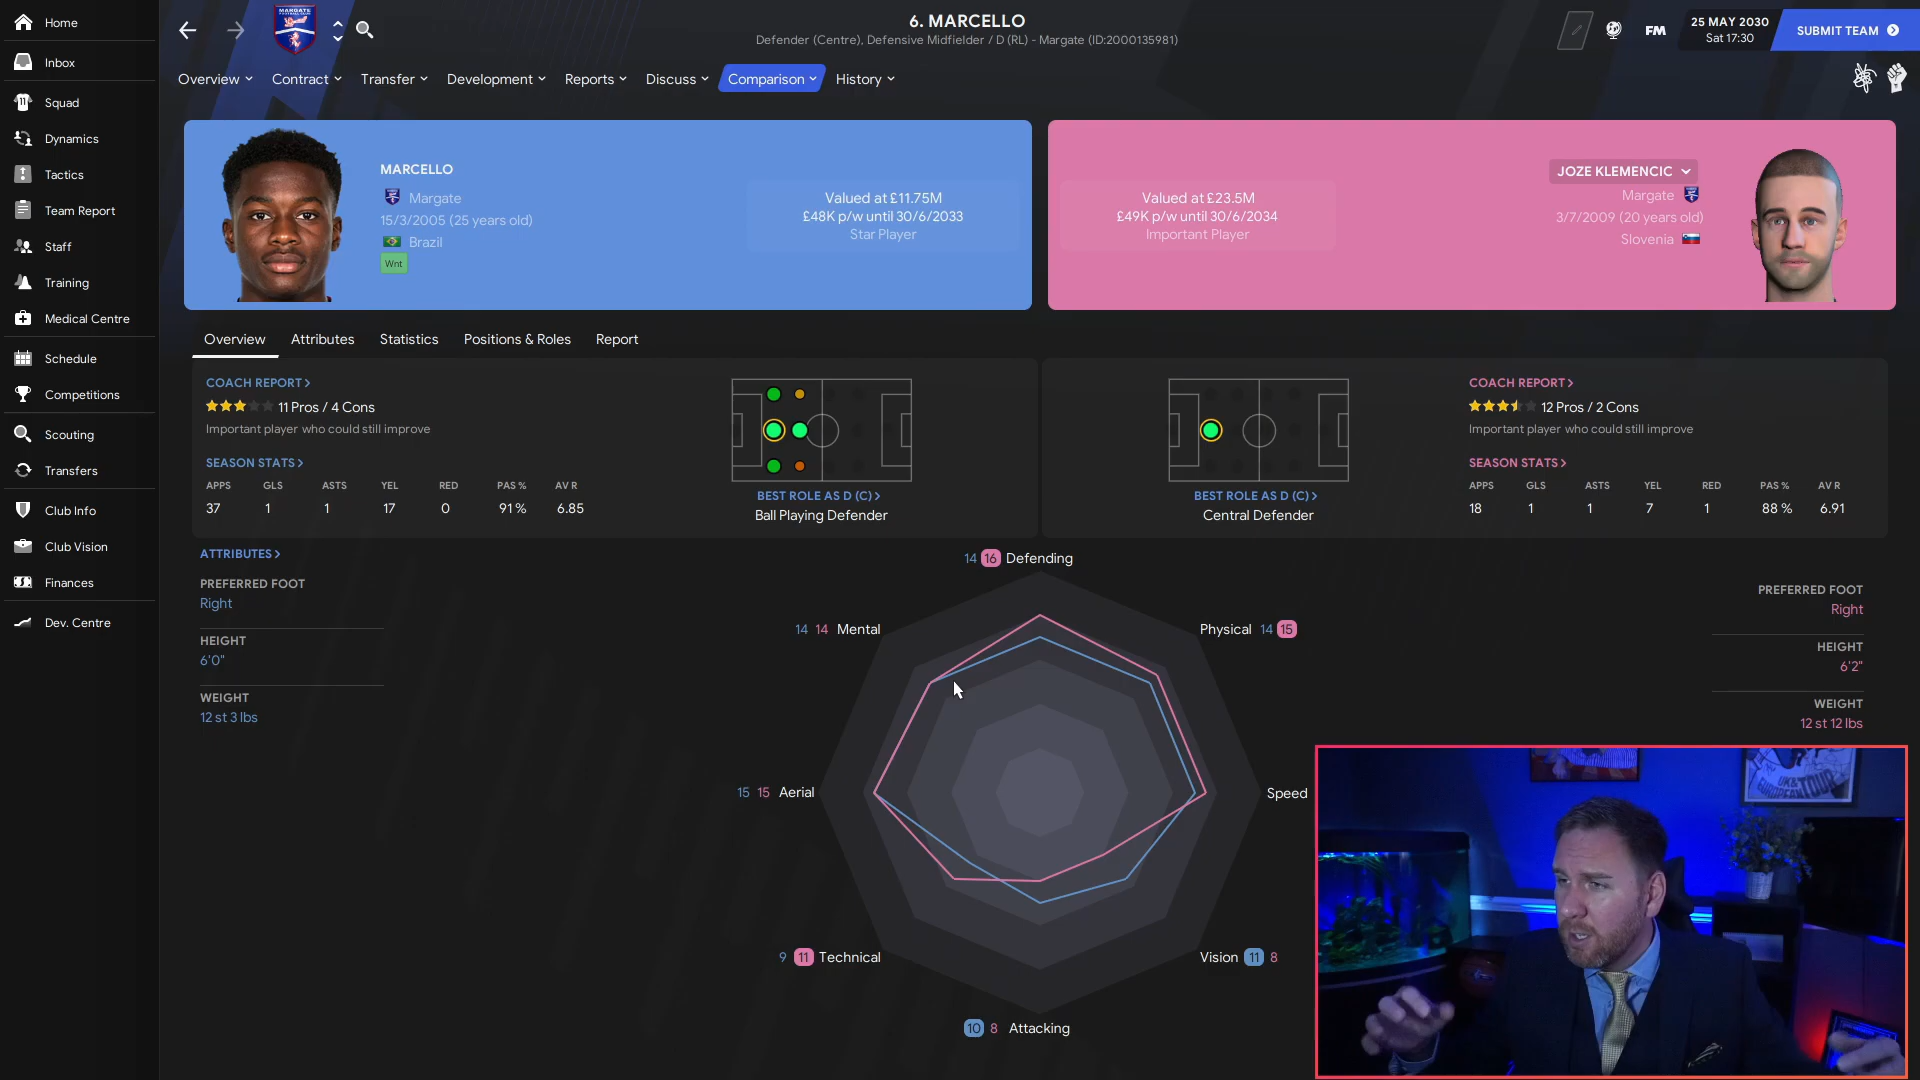 Home
Inbox
Squad
Dynamics
Tactics
Team Report
Staff
Training
Medical Centre
Schedule
Competitions
Scouting
Transfers
Club Info
Club Vision
Finances
Dev. Centre
MARGATE
6. MARCELLO
Defender (Centre), Defensive Midfielder / D (RL) - Margate (ID:2000135981)
FM
25 MAY 2030
Sat 17:30
SUBMIT TEAM
Overview
Contract
Transfer
Development
Reports
Discuss
Comparison
History
MARCELLO
Margate
15/3/2005 (25 years old)
Brazil
Wnt
Valued at £11.75M
£48K p/w until 30/6/2033
Star Player
Valued at £23.5M
£49K p/w until 30/6/2034
Important Player
JOZE KLEMENCIC
Margate
3/7/2009 (20 years old)
Slovenia
Overview
Attributes
Statistics
Positions & Roles
Report
COACH REPORT >
11 Pros / 4 Cons
Important player who could still improve
SEASON STATS >
APPS GLS ASTS YEL RED PAS % AV R
37 1 1 17 0 91 % 6.85
BEST ROLE AS D (C) >
Ball Playing Defender
BEST ROLE AS D (C) >
Central Defender
COACH REPORT >
12 Pros / 2 Cons
Important player who could still improve
SEASON STATS >
APPS GLS ASTS YEL RED PAS % AV R
18 1 1 7 1 88 % 6.91
ATTRIBUTES >
PREFERRED FOOT
Right
HEIGHT
6'0"
WEIGHT
12 st 3 lbs
14 16 Defending
14 14 Mental
Physical 14 15
15 15 Aerial
Speed
9 11 Technical
Vision 11 8
10 8 Attacking
PREFERRED FOOT
Right
HEIGHT
6'2"
WEIGHT
12 st 12 lbs